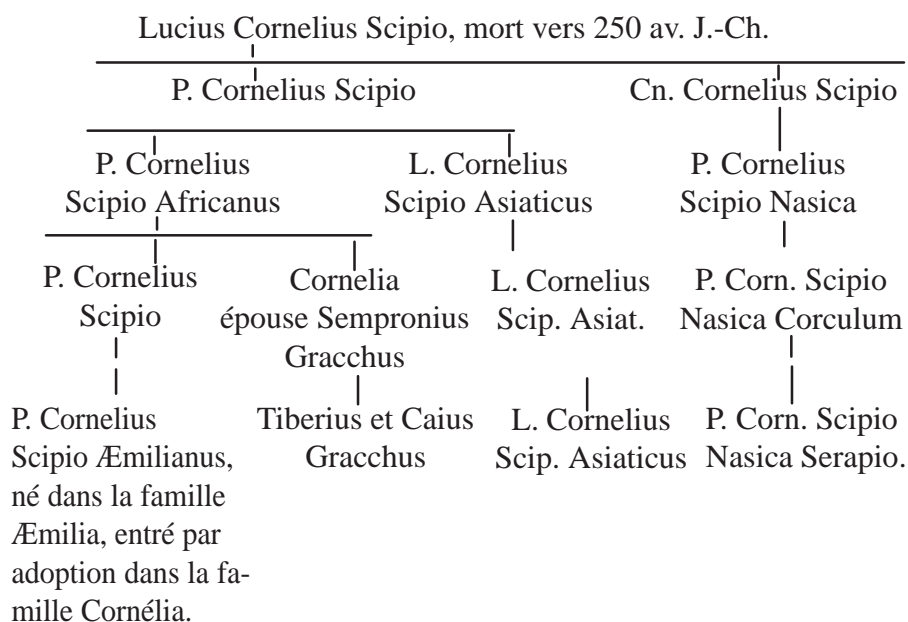 Lucius Cornelius Scipio, mort vers 250 av. J.-Ch.
P. Cornelius Scipio
Cn. Cornelius Scipio
P. Cornelius
Scipio Africanus
L. Cornelius
Scipio Asiaticus
P. Cornelius
Scipio Nasica
P. Cornelius
Scipio
Cornelia
épouse Sempronius
Gracchus
L. Cornelius
Scip. Asiat.
P. Corn. Scipio
Nasica Corculum
P. Cornelius
Scipio Æmilianus,
né dans la famille
Æmilia, entré par
adoption dans la fa-
mille Cornélia.
Tiberius et Caius
Gracchus
L. Cornelius
Scip. Asiaticus
P. Corn. Scipio
Nasica Serapio.